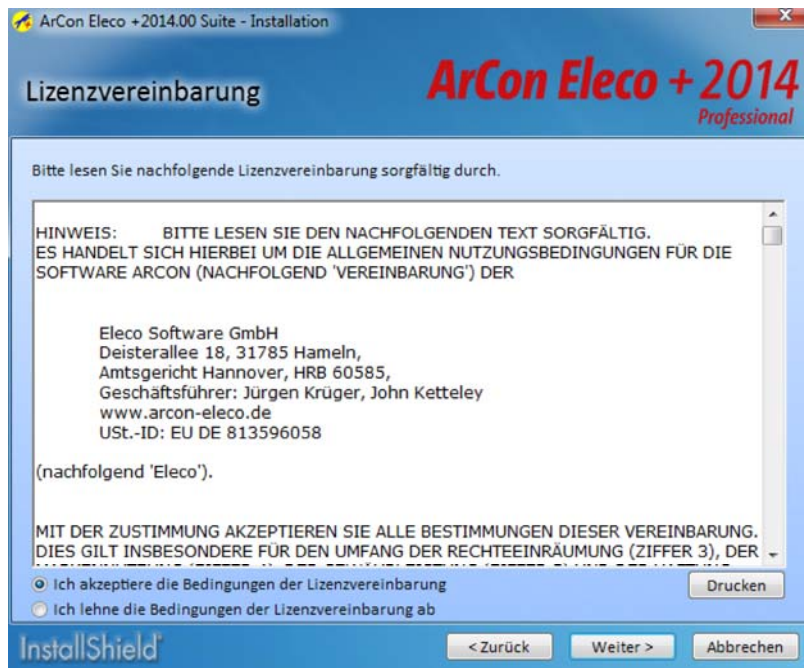 ArCon Eleco +2014.00 Suite - Installation
Lizenzvereinbarung
ArCon Eleco +2014
Professional
Bitte lesen Sie nachfolgende Lizenzvereinbarung sorgfältig durch.
HINWEIS: BITTE LESEN SIE DEN NACHFOLGENDEN TEXT SORGFÄLTIG.
ES HANDELT SICH HIERBEI UM DIE ALLGEMEINEN NUTZUNGSBEDINGUNGEN FÜR DIE
SOFTWARE ARCON (NACHFOLGEND 'VEREINBARUNG') DER
Eleco Software GmbH
Deisterallee 18, 31785 Hameln,
Amtsgericht Hannover, HRB 60585,
Geschäftsführer: Jürgen Krüger, John Ketteley
www.arcon-eleco.de
USt.-ID: EU DE 813596058
(nachfolgend 'Eleco').
MIT DER ZUSTIMMUNG AKZEPTIEREN SIE ALLE BESTIMMUNGEN DIESER VEREINBARUNG.
DIES GILT INSBESONDERE FÜR DEN UMFANG DER RECHTEEINRÄUMUNG (ZIFFER 3), DER
Ich akzeptiere die Bedingungen der Lizenzvereinbarung
Drucken
Ich lehne die Bedingungen der Lizenzvereinbarung ab
InstallShield
< Zurück
Weiter >
Abbrechen